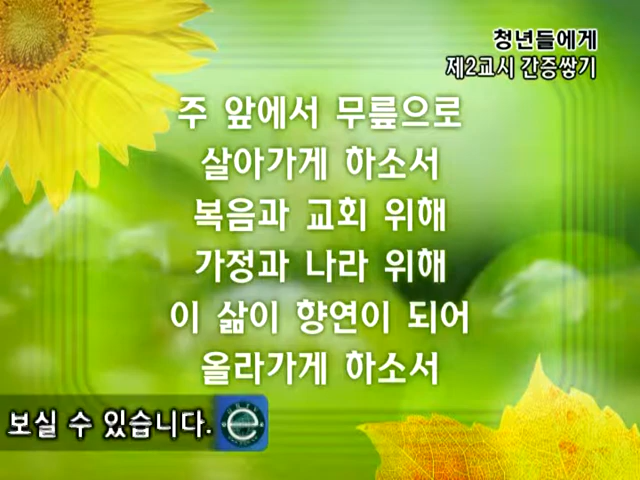 청년들에게
제2교시 간증쌓기
주 앞에서 무릎으로
살아가게 하소서
복음과 교회 위해
가정과 나라 위해
이 삶이 향연이 되어
올라가게 하소서
보실 수 있습니다.